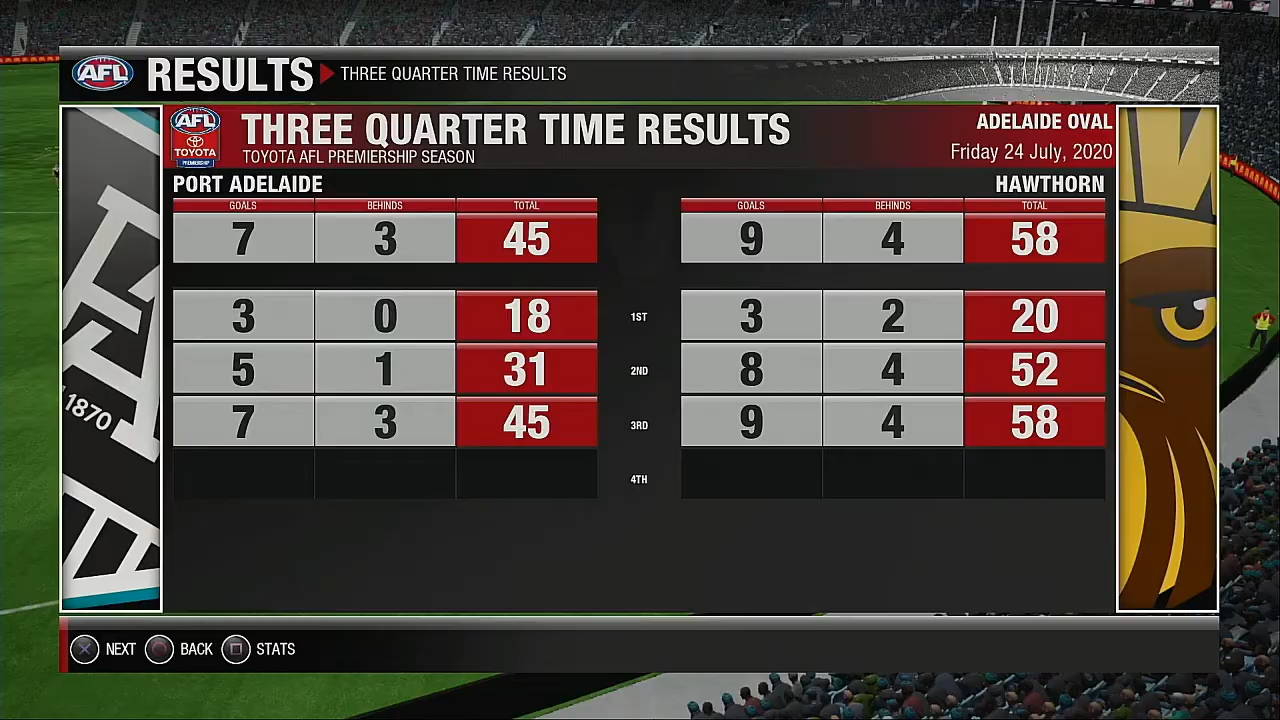 AFL RESULTS THREE QUARTER TIME RESULTS
AFL
TOYOTA
PREMIERSHIP
THREE QUARTER TIME RESULTS
TOYOTA AFL PREMIERSHIP SEASON
ADELAIDE OVAL
Friday 24 July, 2020
PORT ADELAIDE HAWTHORN
GOALS BEHINDS TOTAL GOALS BEHINDS TOTAL
7 3 45 9 4 58
3 0 18 1ST 3 2 20
5 1 31 2ND 8 4 52
7 3 45 3RD 9 4 58
4TH
1870
NEXT BACK STATS